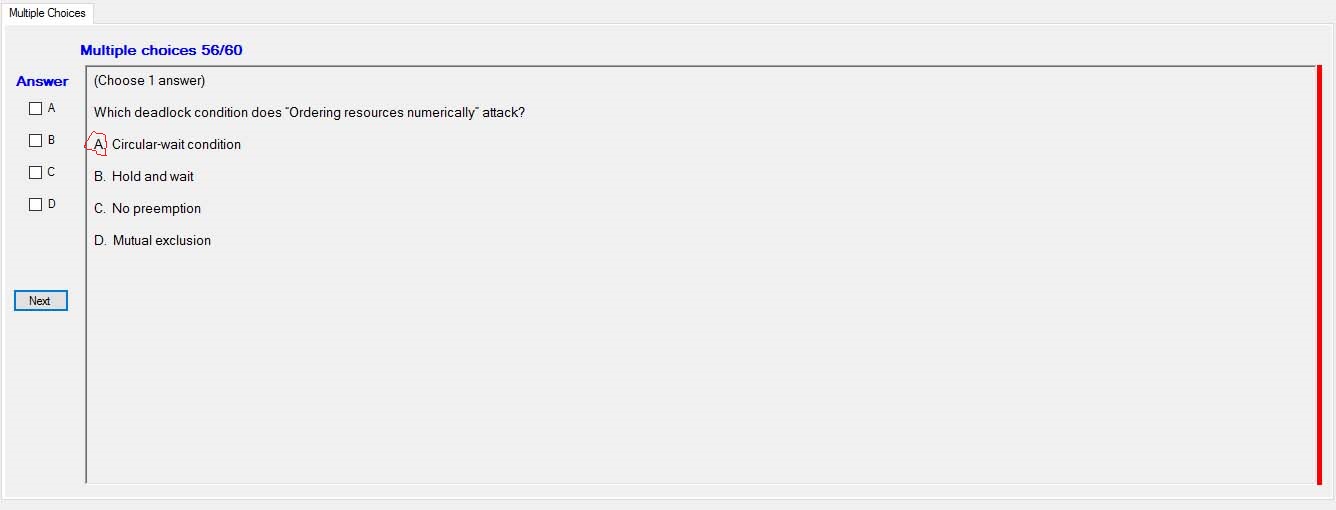 Multiple Choices
Multiple choices 56/60
Answer
A
B
C
D
Next
(Choose 1 answer)
Which deadlock condition does "Ordering resources numerically" attack?
A. Circular-wait condition
B. Hold and wait
C. No preemption
D. Mutual exclusion